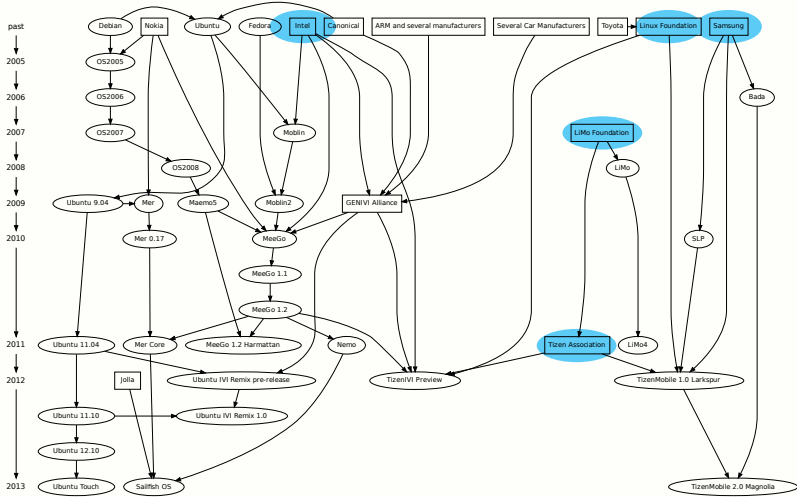 past
Debian
Nokia
Ubuntu
Fedora
Intel
Canonical
ARM and several manufacturers
Several Car Manufacturers
Toyota
Linux Foundation
Samsung
2005
OS2005
2006
OS2006
Bada
2007
OS2007
Moblin
LiMo Foundation
2008
OS2008
LiMo
2009
Ubuntu 9.04
Mer
Maemo5
Moblin2
GENIVI Alliance
2010
Mer 0.17
MeeGo
SLP
MeeGo 1.1
MeeGo 1.2
2011
Ubuntu 11.04
Mer Core
MeeGo 1.2 Harmattan
Nemo
Tizen Association
LiMo4
2012
Jolla
Ubuntu IVI Remix pre-release
TizenIVI Preview
TizenMobile 1.0 Larkspur
Ubuntu 11.10
Ubuntu IVI Remix 1.0
Ubuntu 12.10
2013
Ubuntu Touch
Sailfish OS
TizenMobile 2.0 Magnolia